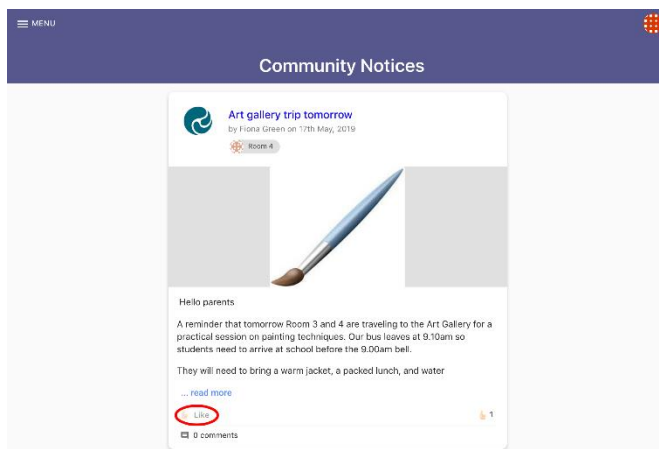 MENU
Community Notices
Art gallery trip tomorrow
by Fiona Green on 17th May, 2019
Room 4
Hello parents
A reminder that tomorrow Room 3 and 4 are traveling to the Art Gallery for a
practical session on painting techniques. Our bus leaves at 9.10am so
students need to arrive at school before the 9.00am bell.
They will need to bring a warm jacket, a packed lunch, and water
... read more
Like
1
0 comments